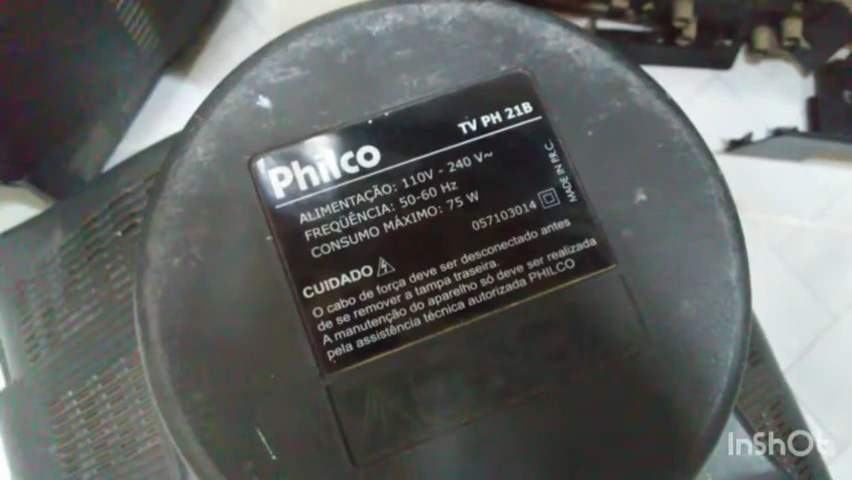 Philco
TV PH 21B
ALIMENTAÇÃO: 110V - 240 V~
FREQÜÊNCIA: 50-60 Hz
CONSUMO MÁXIMO: 75 W
057103014
MADE IN P.R.C.
CUIDADO
O cabo de força deve ser desconectado antes
de se remover a tampa traseira.
A manutenção do aparelho só deve ser realizada
pela assistência técnica autorizada PHILCO
InShOt